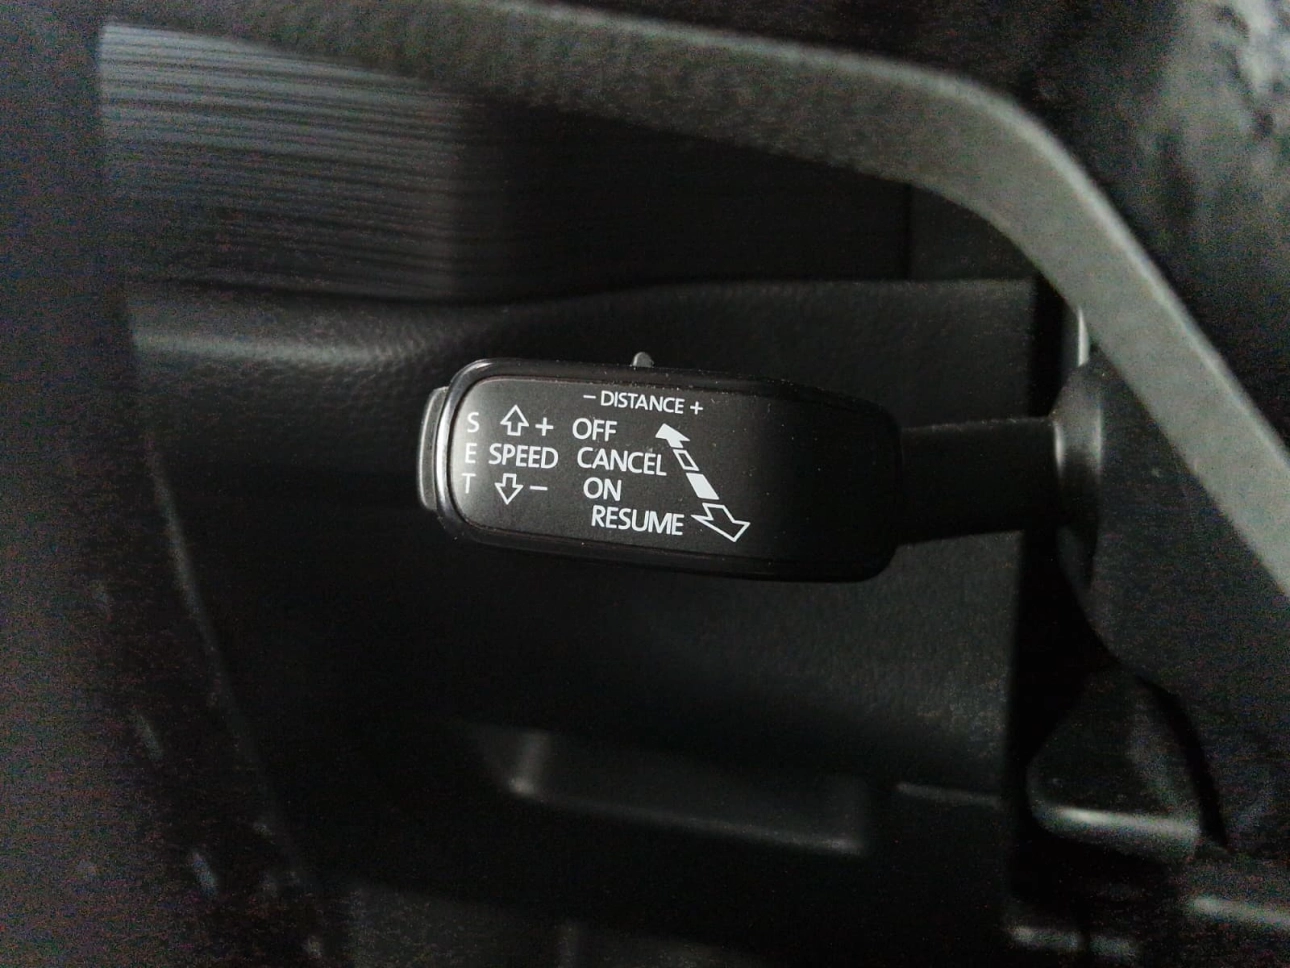 - DISTANCE +
S + OFF
E SPEED CANCEL
T - ON
RESUME